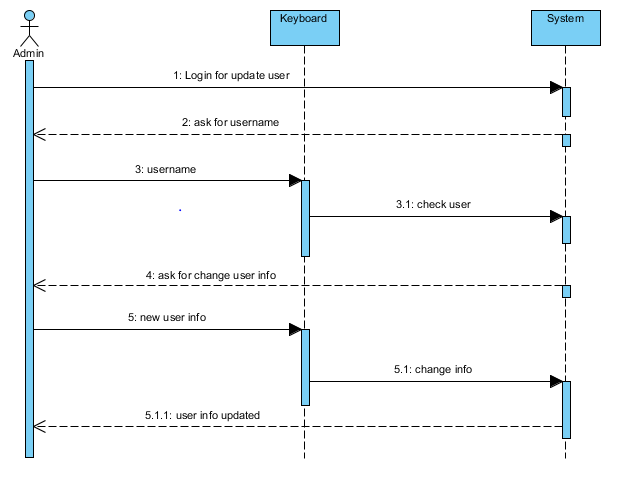 Keyboard
System
Admin
1: Login for update user
2: ask for username
3: username
3.1: check user
4: ask for change user info
5: new user info
5.1: change info
5.1.1: user info updated